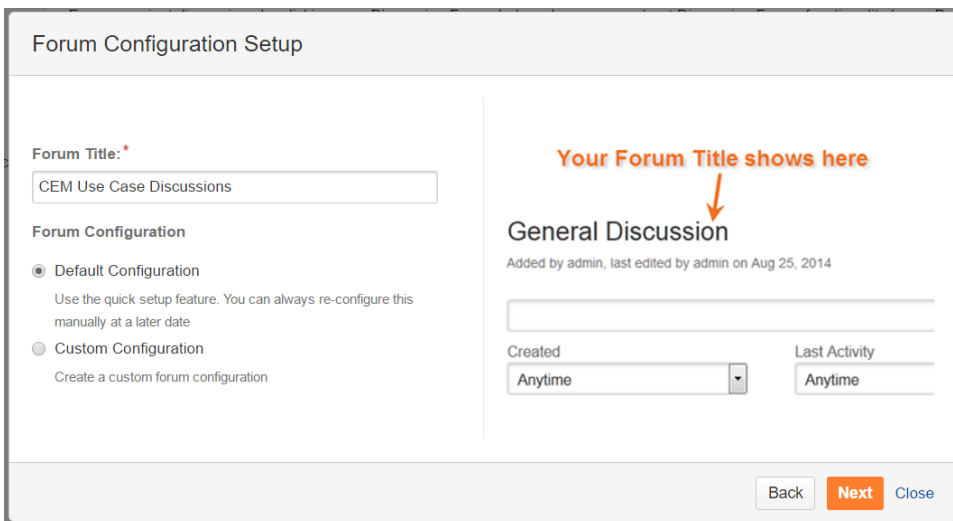 Forum Configuration Setup
Forum Title:*
CEM Use Case Discussions
Forum Configuration
Default Configuration
Use the quick setup feature. You can always re-configure this
manually at a later date
Custom Configuration
Create a custom forum configuration
Your Forum Title shows here
General Discussion
Added by admin, last edited by admin on Aug 25, 2014
Created
Last Activity
Anytime
Anytime
Back
Next
Close